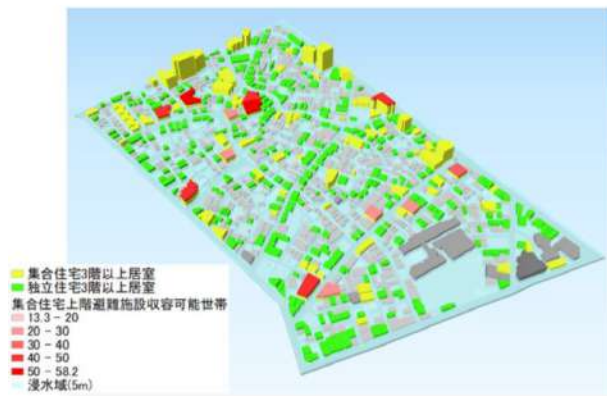 集合住宅3階以上居室
独立住宅3階以上居室
集合住宅上階避難施設収容可能世帯
13.3 - 20
20 - 30
30 - 40
40 - 50
50 - 58.2
浸水域(5m)